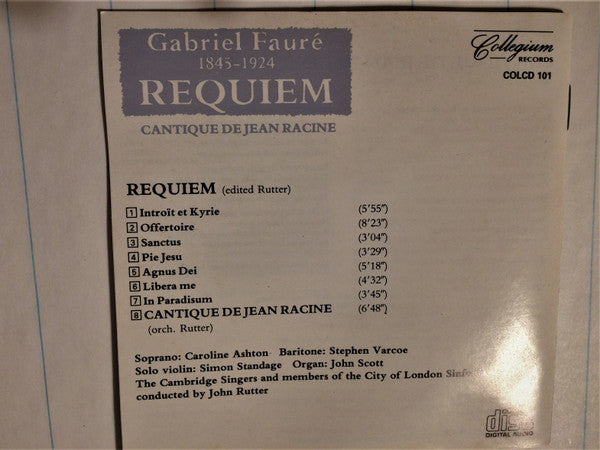 Gabriel Fauré
1845–1924
REQUIEM
CANTIQUE DE JEAN RACINE
Collegium
RECORDS
COLCD 101
REQUIEM (edited Rutter)
1 Introït et Kyrie (5'55")
2 Offertoire (8'23")
3 Sanctus (3'04")
4 Pie Jesu (3'29")
5 Agnus Dei (5'18")
6 Libera me (4'32")
7 In Paradisum (3'45")
8 CANTIQUE DE JEAN RACINE (6'48")
(orch. Rutter)
Soprano: Caroline Ashton Baritone: Stephen Varcoe
Solo violin: Simon Standage Organ: John Scott
The Cambridge Singers and members of the City of London
conducted by John Rutter
DIGITAL AUDIO